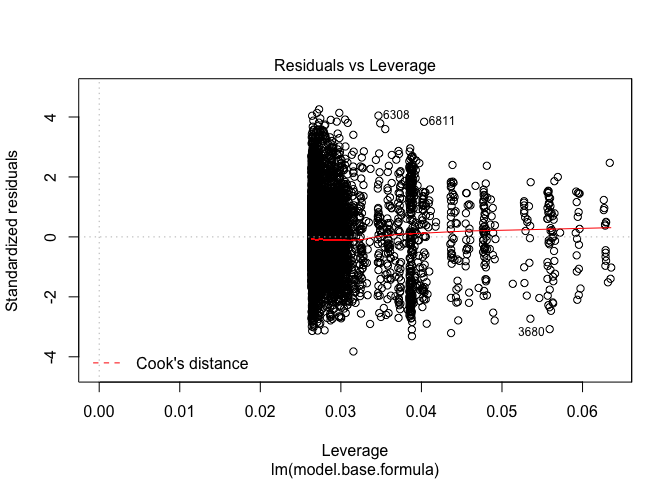 Residuals vs Leverage
Standardized residuals
4
2
0
-2
-4
6308
6811
3680
Cook's distance
0.00 0.01 0.02 0.03 0.04 0.05 0.06
Leverage
lm(model.base.formula)